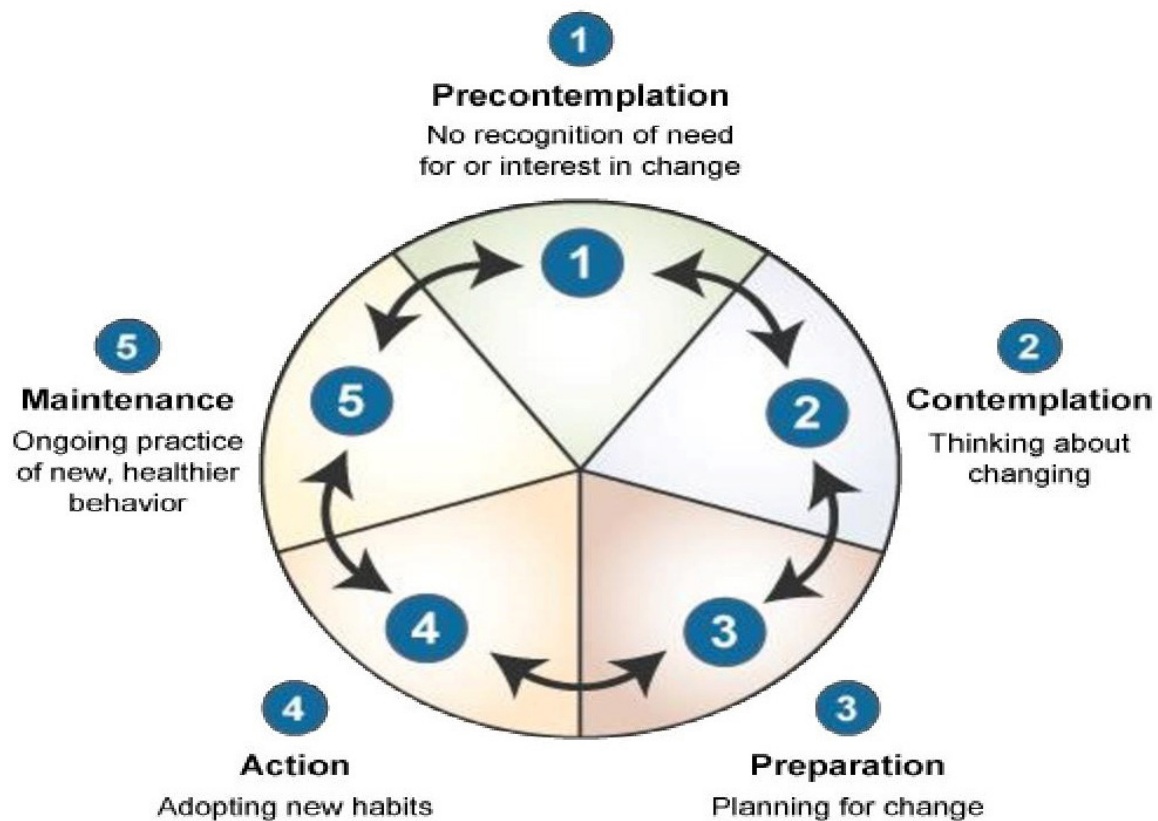 1
Precontemplation
No recognition of need
for or interest in change
1
5
Maintenance
Ongoing practice
of new, healthier
behavior
5
2
2
Contemplation
Thinking about
changing
4
3
4
Action
Adopting new habits
3
Preparation
Planning for change